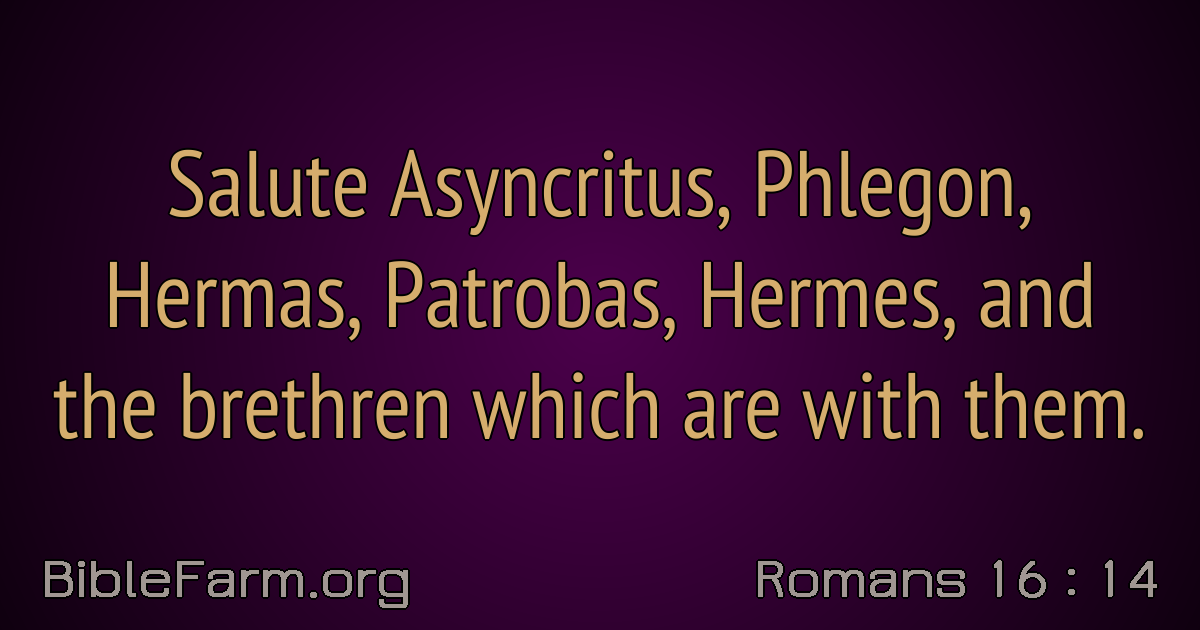 Salute Asyncritus, Phlegon,
Hermas, Patrobas, Hermes, and
the brethren which are with them.
BibleFarm.org
Romans 16 : 14